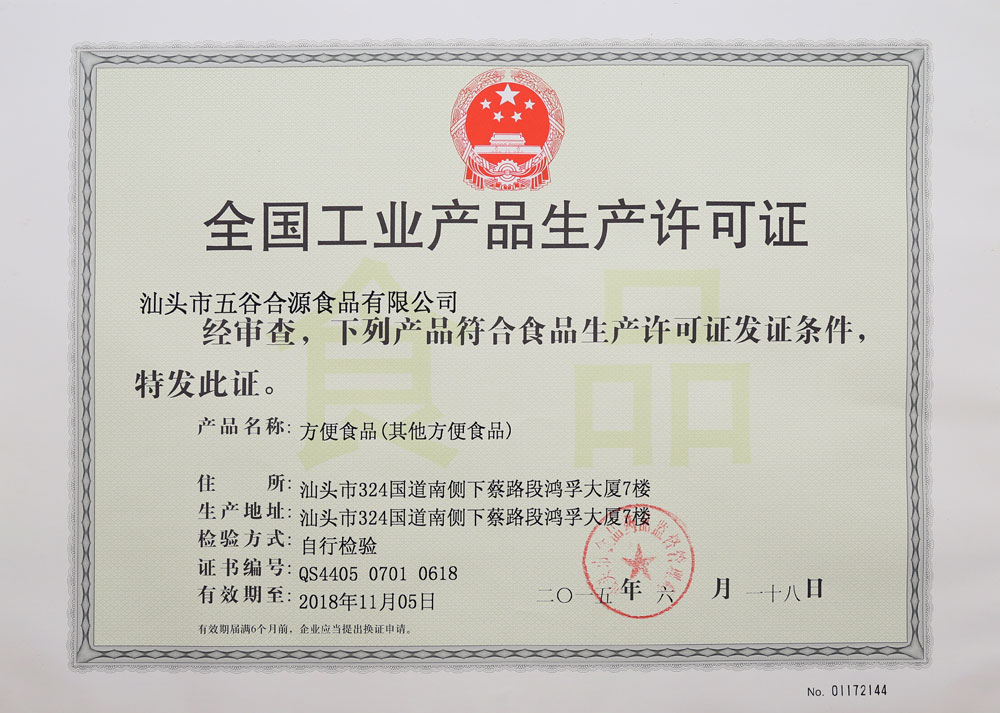 全国工业产品生产许可证
汕头市五谷合源食品有限公司
经审查，下列产品符合食品生产许可证发证条件，
特发此证。
食品
产品名称：方便食品(其他方便食品)
住所：汕头市324国道南侧下蔡路段鸿孚大厦7楼
生产地址：汕头市324国道南侧下蔡路段鸿孚大厦7楼
检验方式：自行检验
证书编号：QS4405 0701 0618
有效期至：2018年11月05日
二〇一五年六月一十八日
有效期届满6个月前，企业应当提出换证申请。
No. 01172144